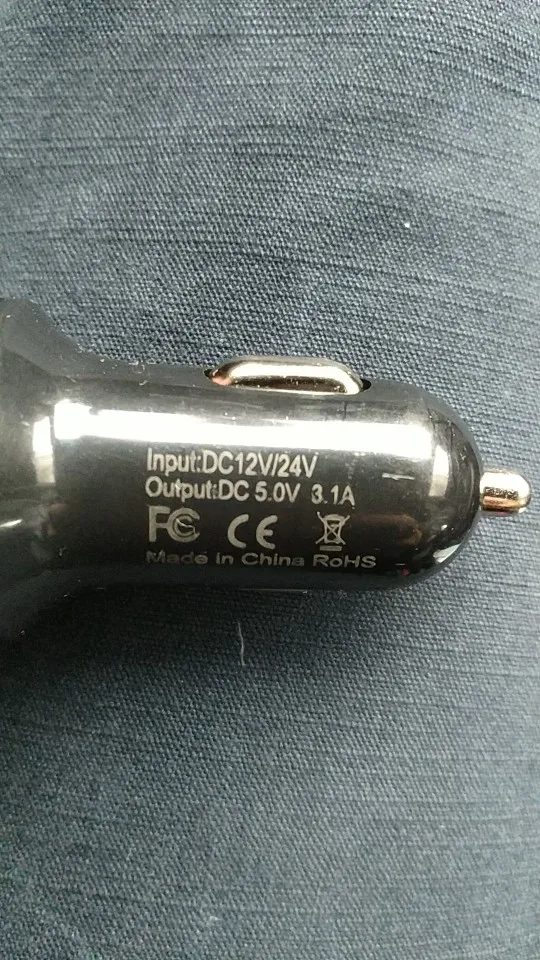 Input:DC12V/24V
Output:DC 5.0V 3.1A
FC CE
Made in China RoHS